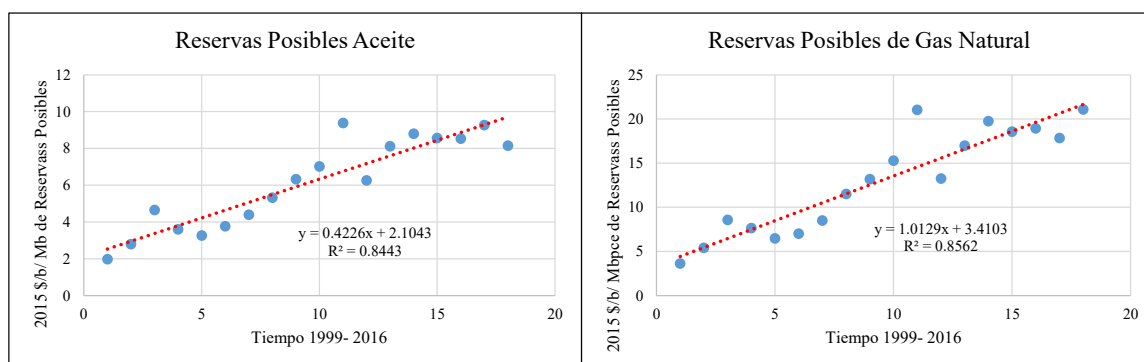 Reservas Posibles Aceite
2015 $/b/ Mb de Reservass Posibles
12
10
8
6
4
2
0
y = 0.4226x + 2.1043
R² = 0.8443
0 5 10 15 20
Tiempo 1999- 2016
Reservas Posibles de Gas Natural
2015 $/b/ Mbpce de Reservass Posibles
25
20
15
10
5
0
y = 1.0129x + 3.4103
R² = 0.8562
0 5 10 15 20
Tiempo 1999- 2016